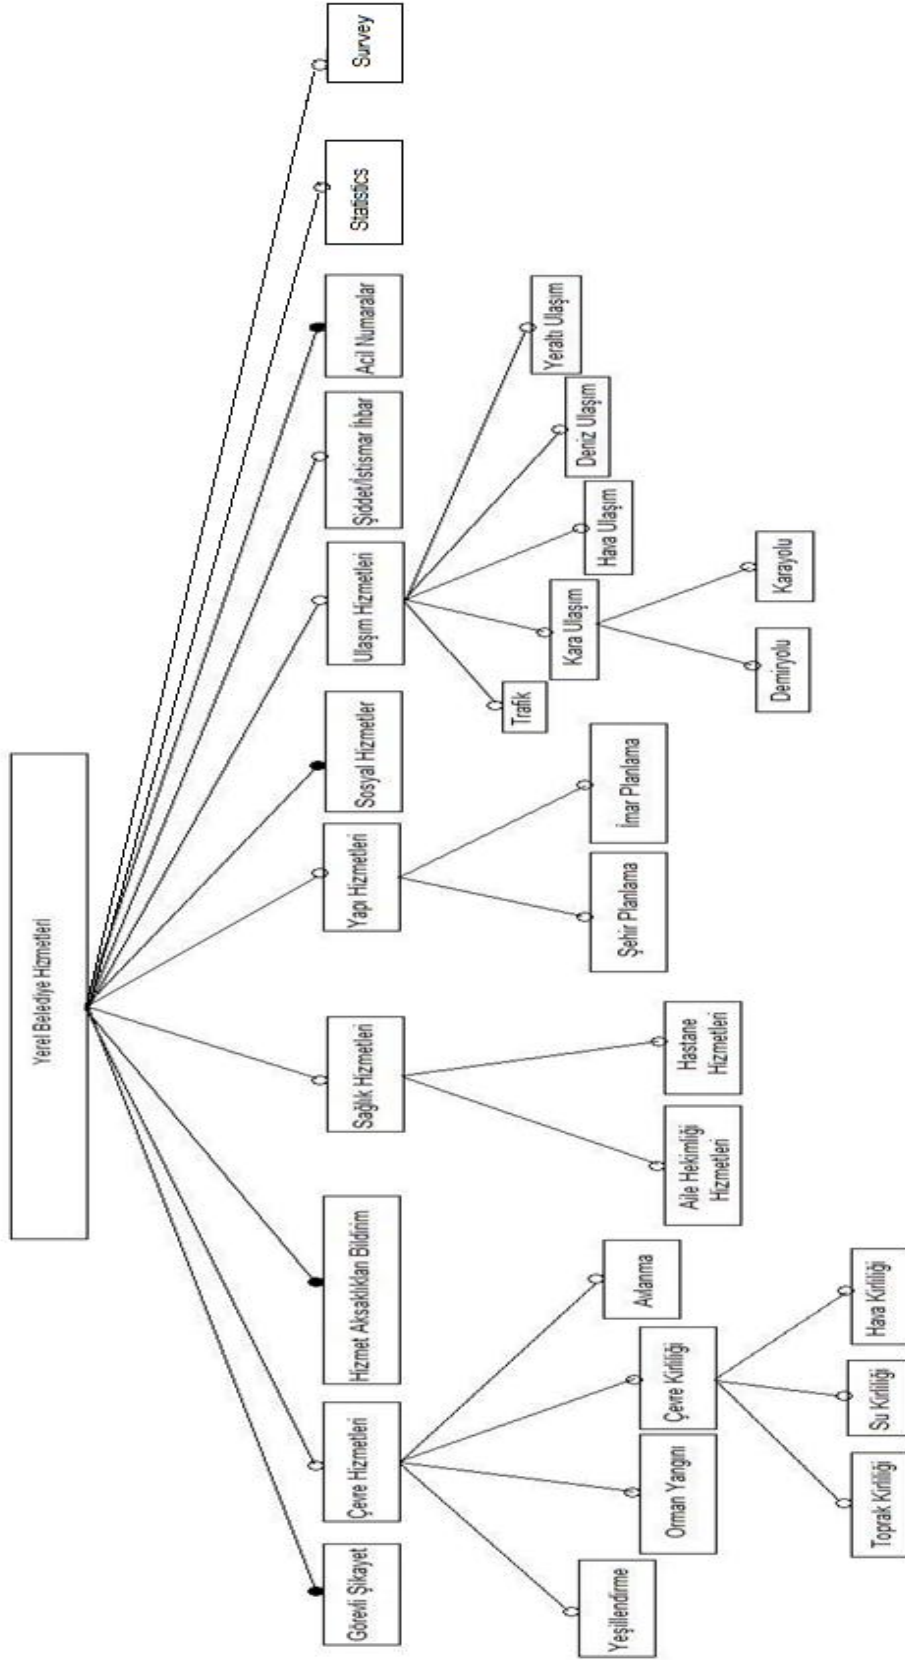 Yerel Belediye Hizmetleri
Görevli Şikayet
Çevre Hizmetleri
Hizmet Aksaklıkları Bildirim
Sağlık Hizmetleri
Yapı Hizmetleri
Sosyal Hizmetler
Ulaşım Hizmetleri
Şiddet/İstismar İhbar
Acil Numaralar
Statistics
Survey
Yeşillendirme
Orman Yangını
Çevre Kirliliği
Avlanma
Aile Hekimliği
Hizmetleri
Hastane
Hizmetleri
Şehir Planlama
İmar Planlama
Trafik
Kara Ulaşım
Hava Ulaşım
Deniz Ulaşım
Yeraltı Ulaşım
Toprak Kirliliği
Su Kirliliği
Hava Kirliliği
Demiryolu
Karayolu